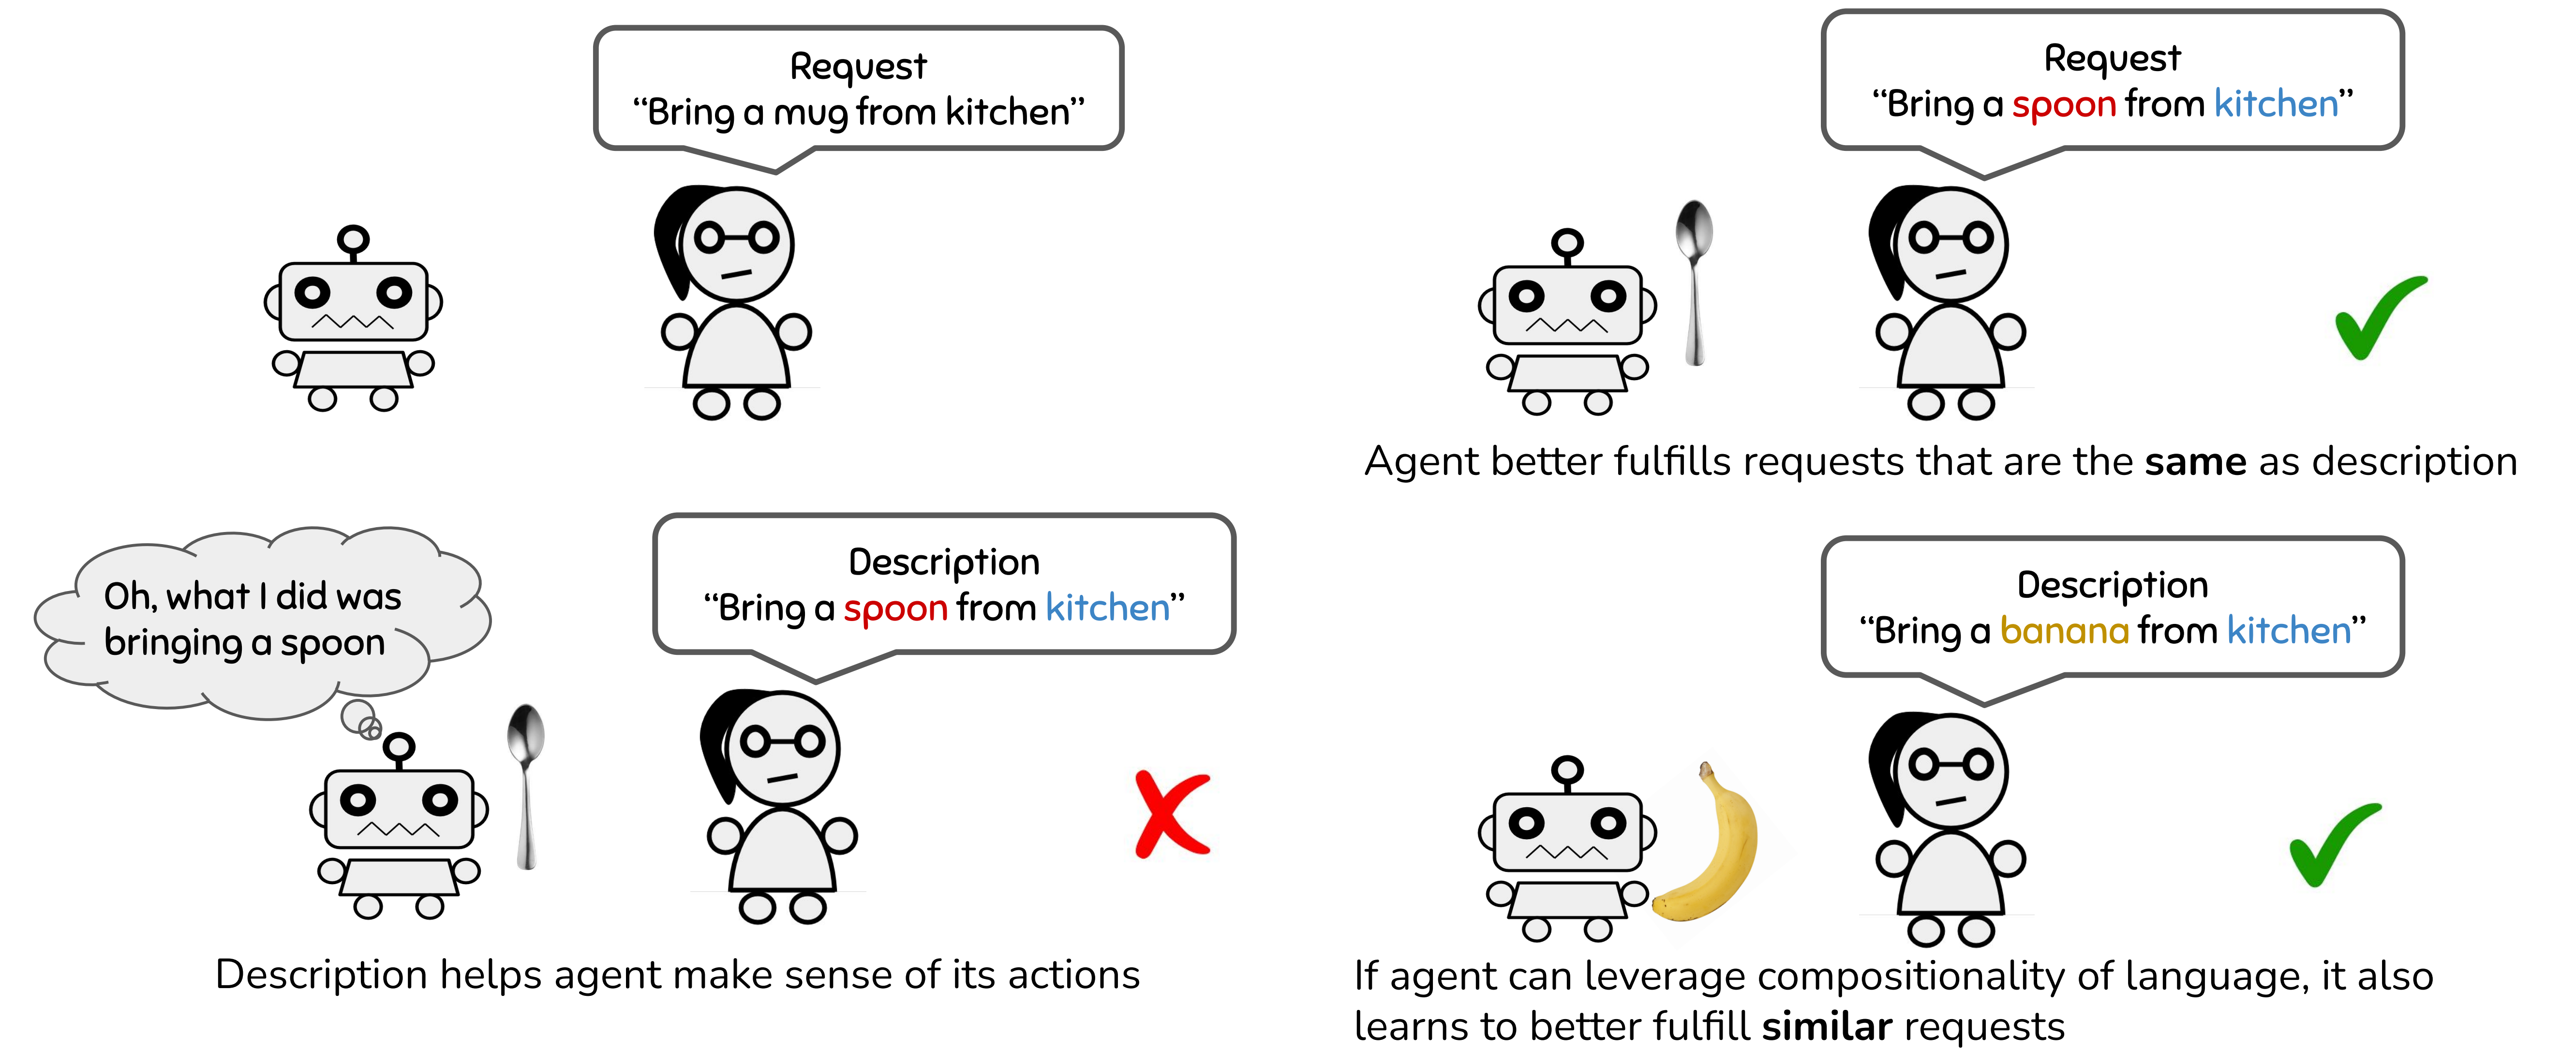 Request
“Bring a mug from kitchen”
Oh, what I did was
bringing a spoon
Description
“Bring a spoon from kitchen”
Description helps agent make sense of its actions
Request
“Bring a spoon from kitchen”
Agent better fulfills requests that are the same as description
Description
“Bring a banana from kitchen”
If agent can leverage compositionality of language, it also
learns to better fulfill similar requests